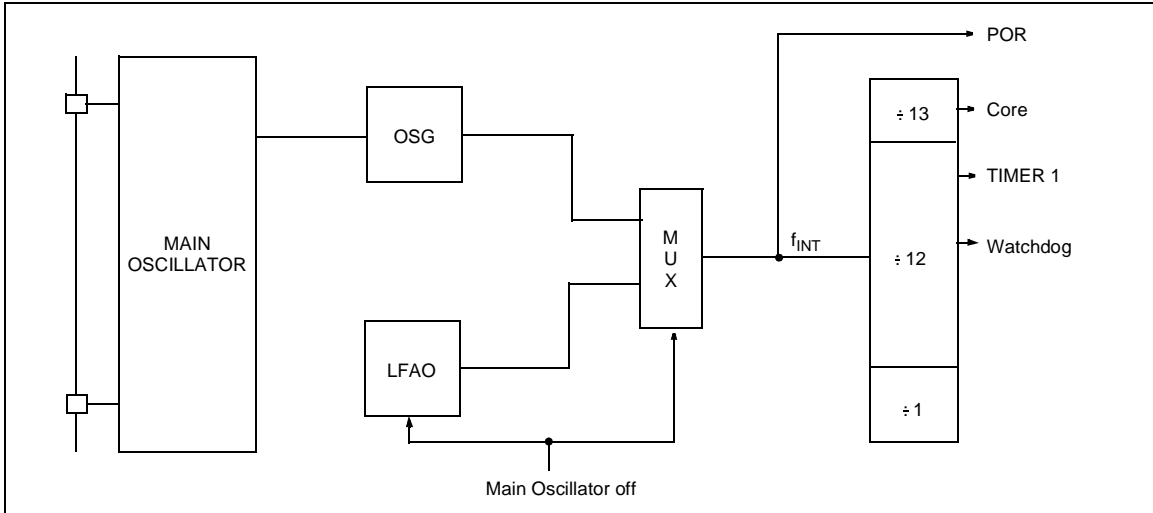 POR
÷ 13
Core
OSG
TIMER 1
MAIN
OSCILLATOR
M
U
X
fINT
÷ 12
Watchdog
LFAO
÷ 1
Main Oscillator off